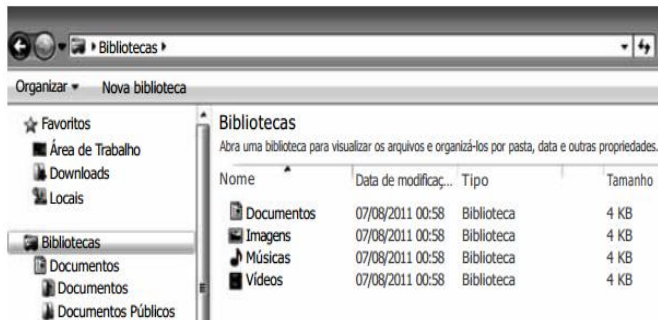 Bibliotecas
Organizar Nova biblioteca
Favoritos
Área de Trabalho
Downloads
Locais
Bibliotecas
Documentos
Documentos
Documentos Públicos
Bibliotecas
Abra uma biblioteca para visualizar os arquivos e organizá-los por pasta, data e outras propriedades.
Nome Data de modificaç... Tipo Tamanho
Documentos 07/08/2011 00:58 Biblioteca 4 KB
Imagens 07/08/2011 00:58 Biblioteca 4 KB
Músicas 07/08/2011 00:58 Biblioteca 4 KB
Vídeos 07/08/2011 00:58 Biblioteca 4 KB